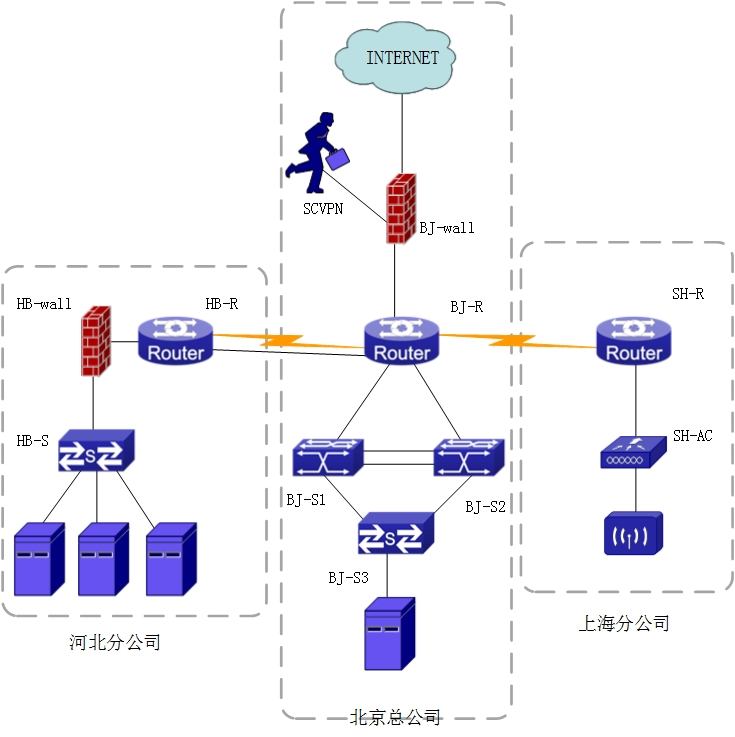 INTERNET
SCVPN
BJ-wall
HB-wall
HB-R
BJ-R
SH-R
Router
Router
Router
HB-S
S
SH-AC
BJ-S1
BJ-S2
S
BJ-S3
河北分公司
上海分公司
北京总公司